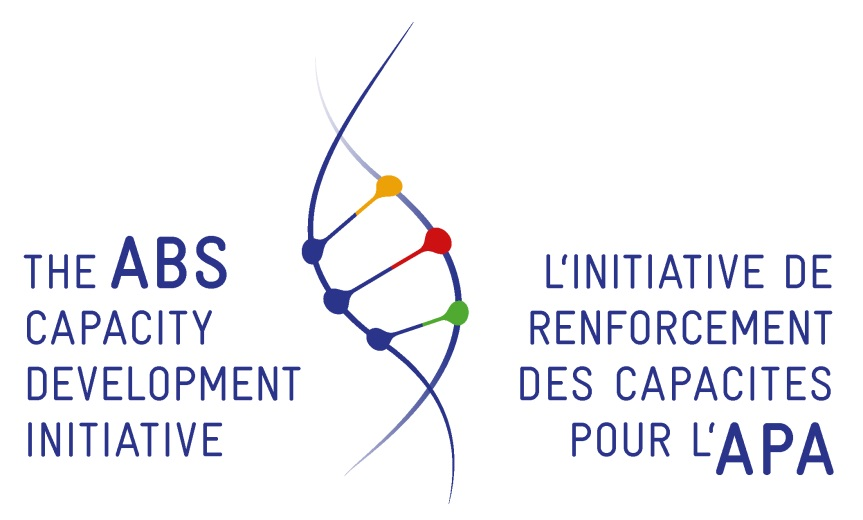 THE ABS
CAPACITY
DEVELOPMENT
INITIATIVE
L‘INITIATIVE DE
RENFORCEMENT
DES CAPACITES
POUR L‘APA